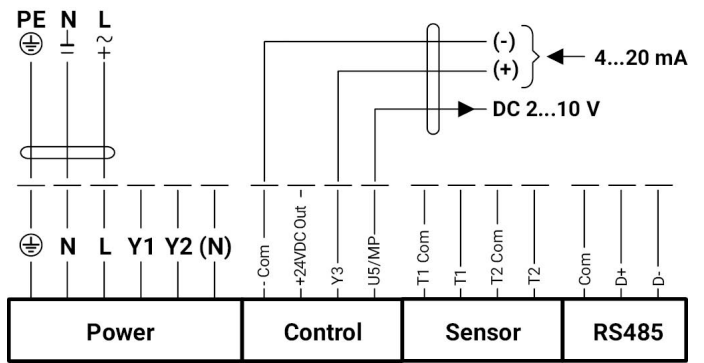 PE N L
(-)
(+)
4...20 mA
DC 2...10 V
N L Y1 Y2 (N)
- Com
+24VDC Out
Y3
U5/MP
T1 Com
T1
T2 Com
T2
Com
D+
D-
Power
Control
Sensor
RS485